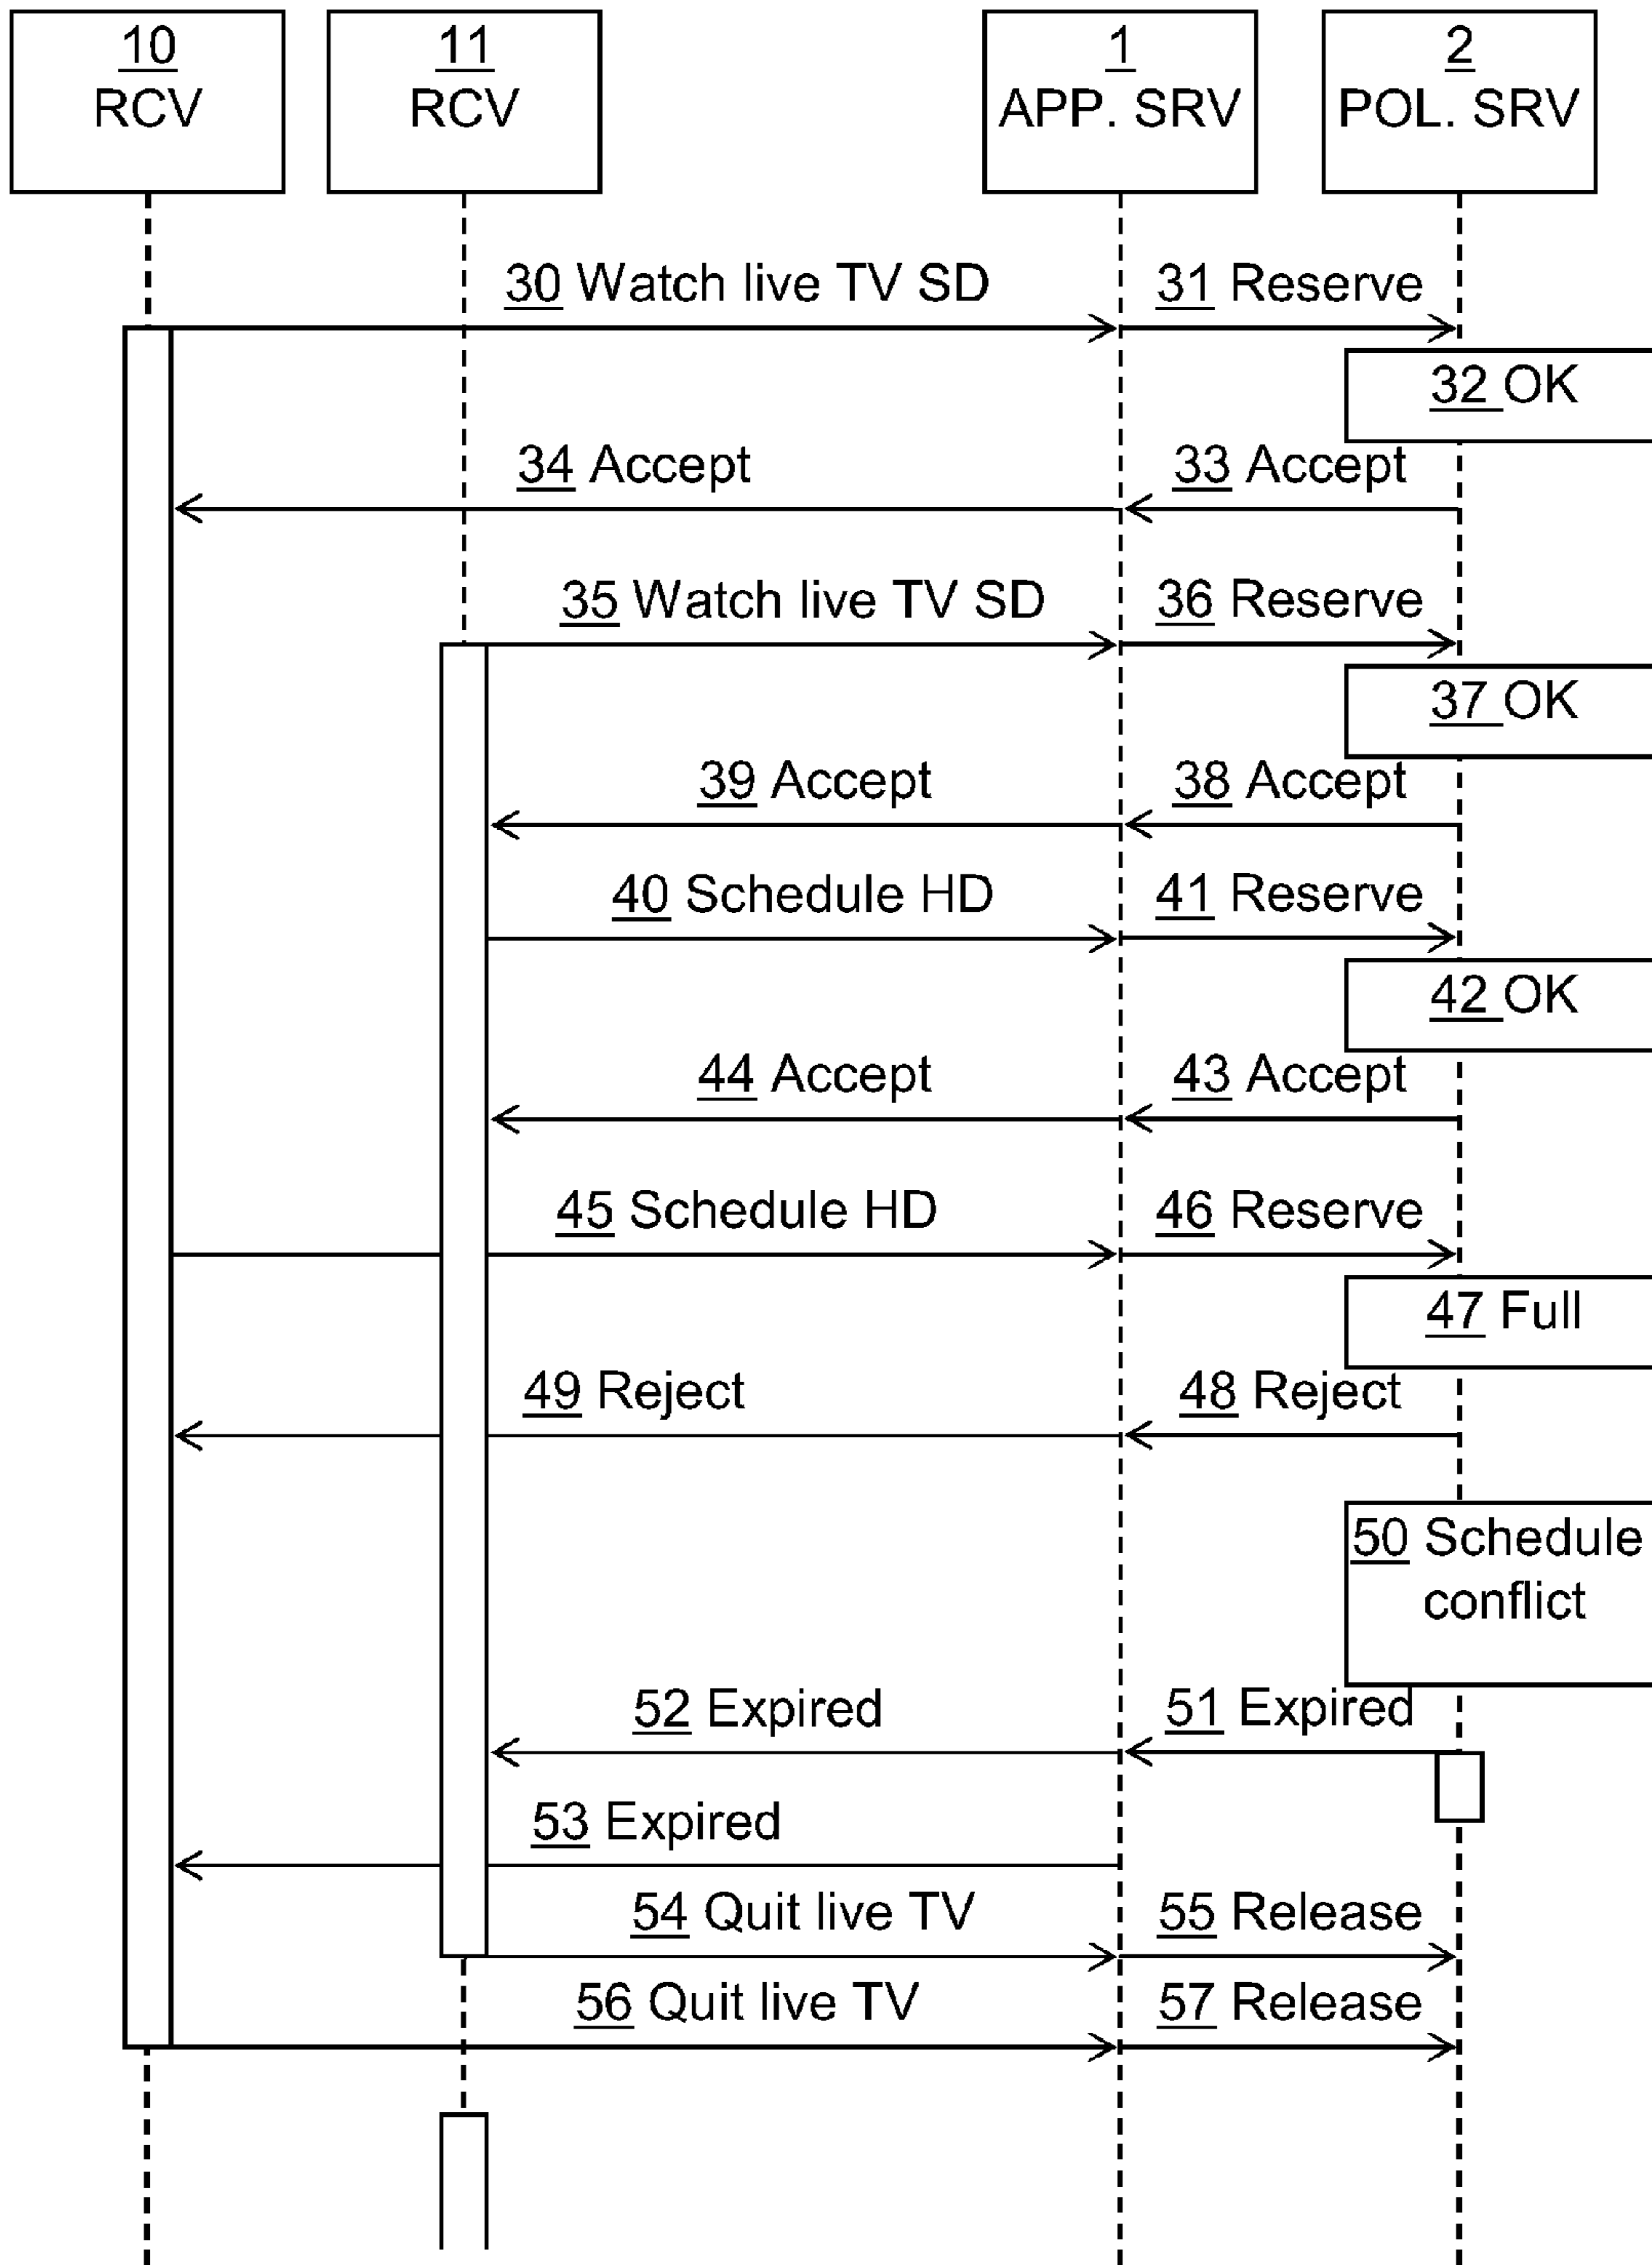 10
RCV
11
RCV
1
APP. SRV
2
POL. SRV
30 Watch live TV SD
31 Reserve
32 OK
34 Accept
33 Accept
35 Watch live TV SD
36 Reserve
37 OK
39 Accept
38 Accept
40 Schedule HD
41 Reserve
42 OK
44 Accept
43 Accept
45 Schedule HD
46 Reserve
47 Full
49 Reject
48 Reject
50 Schedule
conflict
52 Expired
51 Expired
53 Expired
54 Quit live TV
55 Release
56 Quit live TV
57 Release